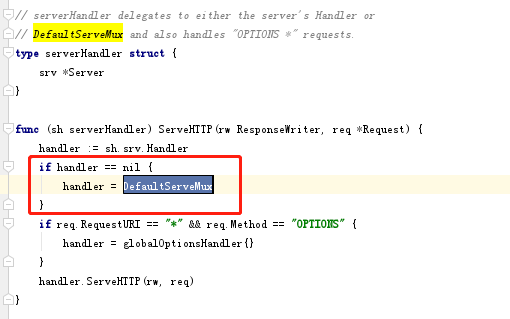 // serverHandler delegates to either the server's Handler or
// DefaultServeMux and also handles "OPTIONS *" requests.
type serverHandler struct {
    srv *Server
}

func (sh serverHandler) ServeHTTP(rw ResponseWriter, req *Request) {
    handler := sh.srv.Handler
    if handler == nil {
        handler = DefaultServeMux
    }
    if req.RequestURI == "*" && req.Method == "OPTIONS" {
        handler = globalOptionsHandler{}
    }
    handler.ServeHTTP(rw, req)
}